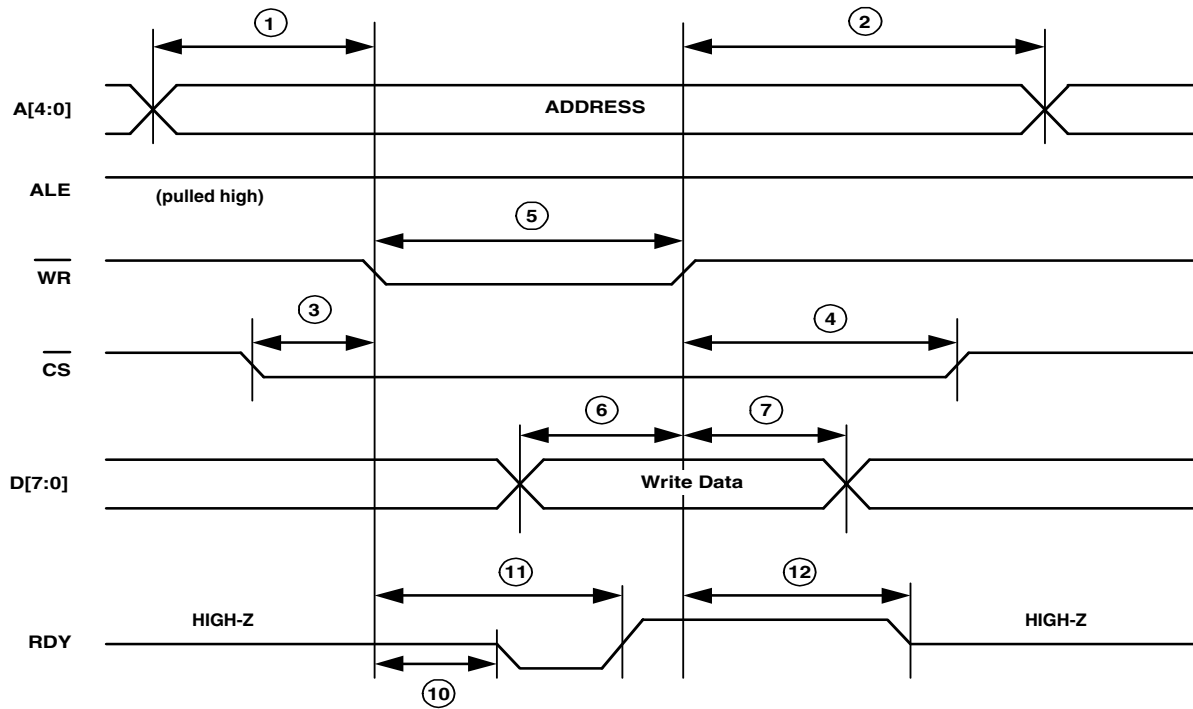 1
2
A[4:0]
ADDRESS
ALE
(pulled high)
5
WR
3
4
CS
6
7
D[7:0]
Write Data
11
12
HIGH-Z
HIGH-Z
RDY
10